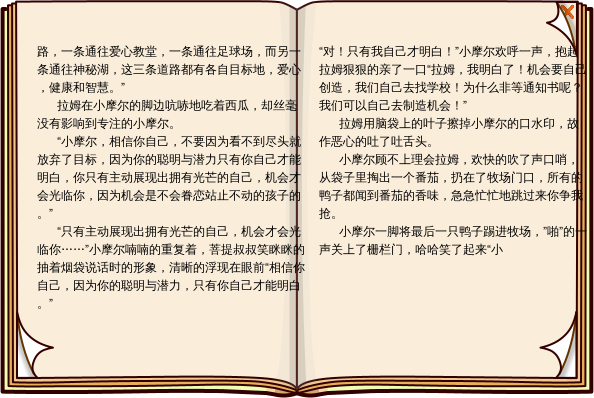 路，一条通往爱心教堂，一条通往足球场，而另一
条通往神秘湖，这三条道路都有各自目标地，爱心
，健康和智慧。”
拉姆在小摩尔的脚边吭哧地吃着西瓜，却丝毫
没有影响到专注的小摩尔。
“小摩尔，相信你自己，不要因为看不到尽头就
放弃了目标，因为你的聪明与潜力只有你自己才能
明白，你只有主动展现出拥有光芒的自己，机会才
会光临你，因为机会是不会眷恋站止不动的孩子的
。”
“只有主动展现出拥有光芒的自己，机会才会光
临你……”小摩尔喃喃的重复着，菩提叔叔笑眯眯的
抽着烟袋说话时的形象，清晰的浮现在眼前“相信你
自己，因为你的聪明与潜力，只有你自己才能明白
。”
“对！只有我自己才明白！”小摩尔欢呼一声，抱起
拉姆狠狠的亲了一口“拉姆，我明白了！机会要自己
创造，我们自己去找学校！为什么非等通知书呢？
我们可以自己去制造机会！”
拉姆用脑袋上的叶子擦掉小摩尔的口水印，故
作恶心的吐了吐舌头。
小摩尔顾不上理会拉姆，欢快的吹了声口哨，
从袋子里掏出一个番茄，扔在了牧场门口，所有的
鸭子都闻到番茄的香味，急急忙忙地跳过来你争我
抢。
小摩尔一脚将最后一只鸭子踢进牧场，”啪”的一
声关上了栅栏门，哈哈笑了起来“小